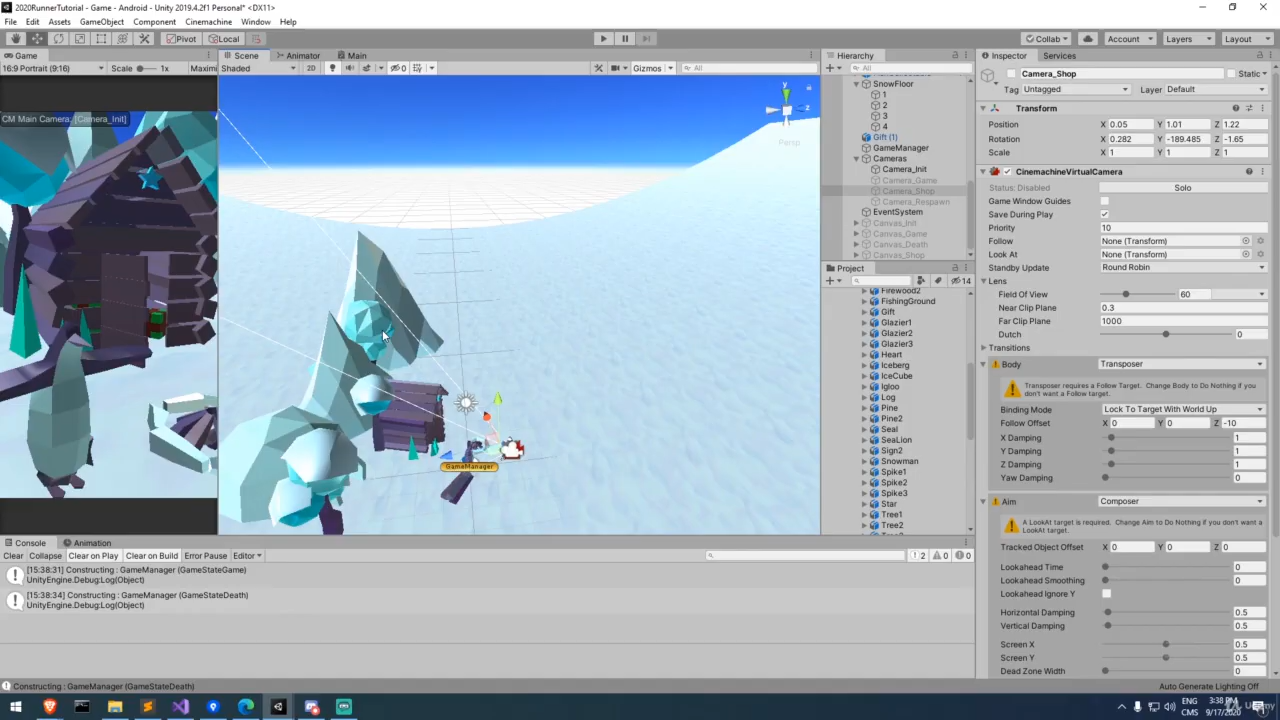 2020RunnerTutorial - Game - Android - Unity 2019.4.2f1 Personal* <DX11>
File Edit Assets GameObject Component Cinemachine Window Help
Pivot Local Collab Account Layers Layout
Game Scene Animator Main Hierarchy Inspector Services
16:9 Portrait (9:16) Scale 1x Maximi Shaded 2D 0 Gizmos All
All
CM Main Camera: [Camera_Init]
Persp
GameManager
SnowFloor
1
2
3
4
Gift (1)
GameManager
Cameras
Camera_Init
Camera_Game
Camera_Shop
Camera_Respawn
EventSystem
Canvas_Init
Canvas_Game
Canvas_Death
Canvas_Shop
Project
14
Firewood2
FishingGround
Gift
Glazier1
Glazier2
Glazier3
Heart
Iceberg
IceCube
Igloo
Log
Pine
Pine2
Seal
SeaLion
Sign2
Snowman
Spike1
Spike2
Spike3
Star
Tree1
Tree2
Camera_Shop Static
Tag Untagged Layer Default
Transform
Position X 0.05 Y 1.01 Z 1.22
Rotation X 0.282 Y -189.485 Z -1.65
Scale X 1 Y 1 Z 1
CinemachineVirtualCamera
Status: Disabled Solo
Game Window Guides
Save During Play
Priority 10
Follow None (Transform)
Look At None (Transform)
Standby Update Round Robin
Lens
Field Of View 60
Near Clip Plane 0.3
Far Clip Plane 1000
Dutch 0
Transitions
Body Transposer
Transposer requires a Follow Target. Change Body to Do Nothing if you
don't want a Follow target.
Binding Mode Lock To Target With World Up
Follow Offset X 0 Y 0 Z -10
X Damping 1
Y Damping 1
Z Damping 1
Yaw Damping 0
Aim Composer
A LookAt target is required. Change Aim to Do Nothing if you don't want a
LookAt target.
Tracked Object Offset X 0 Y 0 Z 0
Lookahead Time 0
Lookahead Smoothing 0
Lookahead Ignore Y
Horizontal Damping 0.5
Vertical Damping 0.5
Screen X 0.5
Screen Y 0.5
Dead Zone Width 0
Console Animation
Clear Collapse Clear on Play Clear on Build Error Pause Editor 2 0 0
[15:38:31] Constructing : GameManager (GameStateGame)
UnityEngine.Debug:Log(Object)
[15:38:34] Constructing : GameManager (GameStateDeath)
UnityEngine.Debug:Log(Object)
Constructing : GameManager (GameStateDeath) Auto Generate Lighting Off
ENG 3:38 PM
CMS 9/17/2020
Udemy